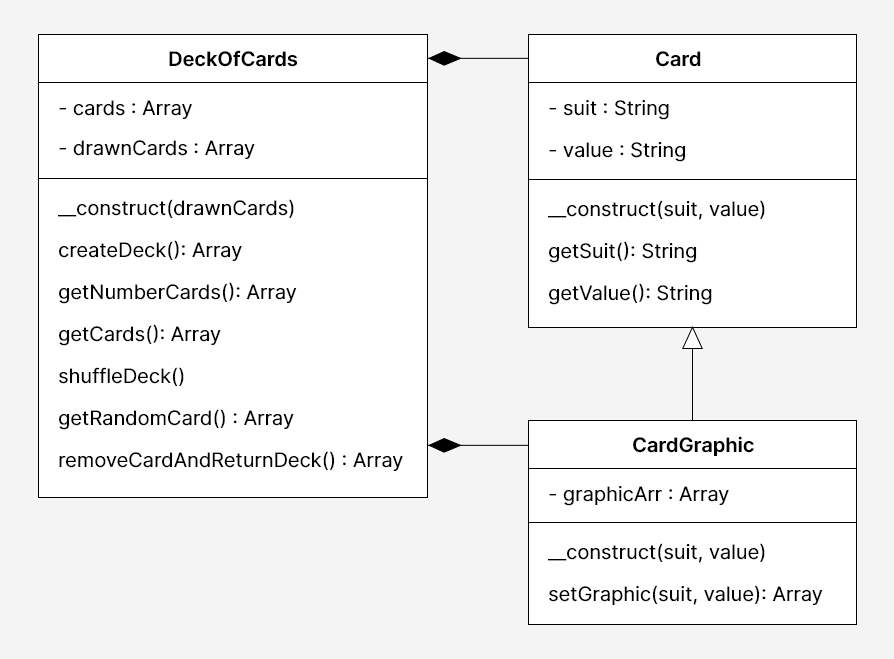 DeckOfCards
- cards : Array
- drawnCards : Array
__construct(drawnCards)
createDeck(): Array
getNumberCards(): Array
getCards(): Array
shuffleDeck()
getRandomCard() : Array
removeCardAndReturnDeck() : Array
Card
- suit : String
- value : String
__construct(suit, value)
getSuit(): String
getValue(): String
CardGraphic
- graphicArr : Array
__construct(suit, value)
setGraphic(suit, value): Array